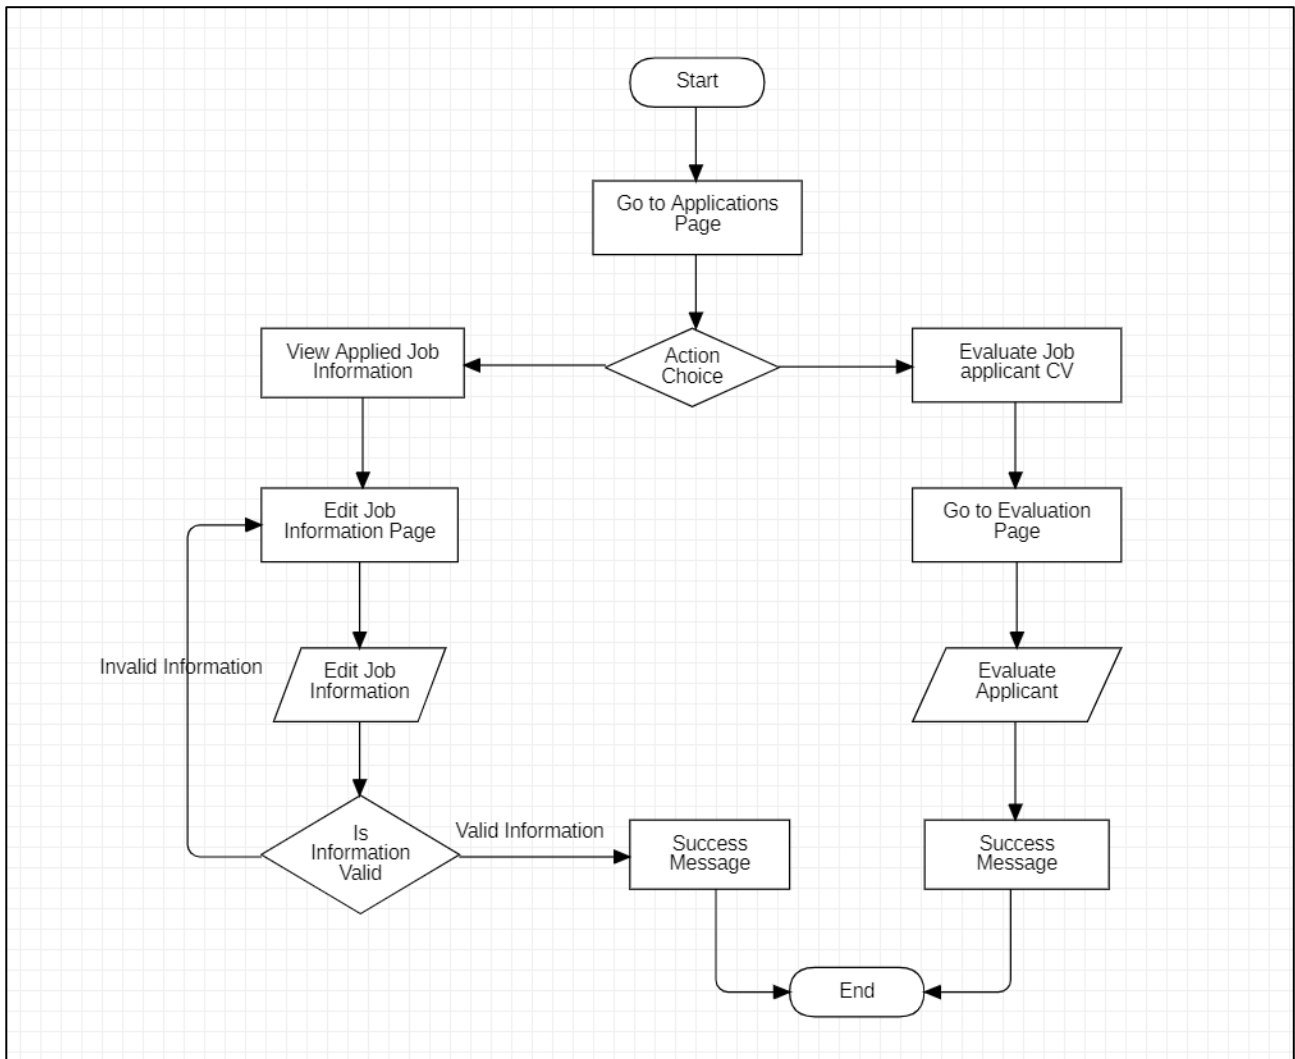 Start
Go to Applications
Page
Action
Choice
View Applied Job
Information
Evaluate Job
applicant CV
Edit Job
Information Page
Go to Evaluation
Page
Invalid Information
Edit Job
Information
Evaluate
Applicant
Is
Information
Valid
Valid Information
Success
Message
Success
Message
End